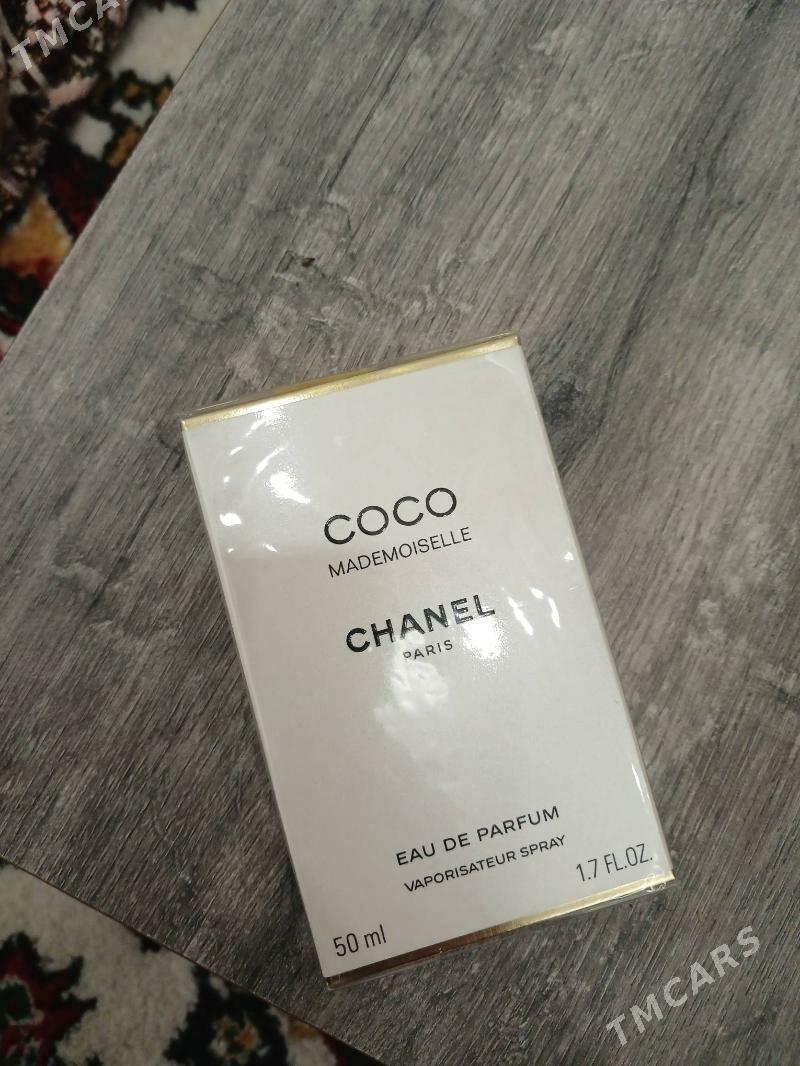 TMCARS
COCO
MADEMOISELLE
CHANEL
PARIS
EAU DE PARFUM
VAPORISATEUR SPRAY
50 ml
1.7 FL.OZ.
TMCARS